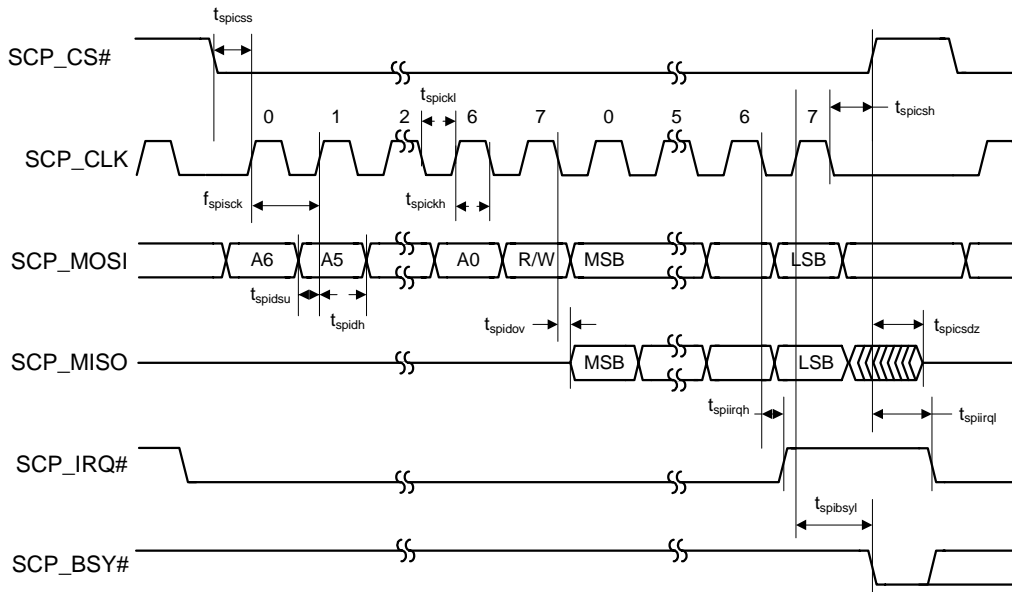 t_spicss
SCP_CS#
0 1 2 t_spickl 6 7 0 5 6 7 t_spicsh
SCP_CLK
f_spisck t_spickh
SCP_MOSI A6 A5 A0 R/W MSB LSB
t_spidsu t_spidh t_spidov t_spicsdz
SCP_MISO MSB LSB
t_spiirqh t_spiirql
SCP_IRQ#
t_spibsyl
SCP_BSY#